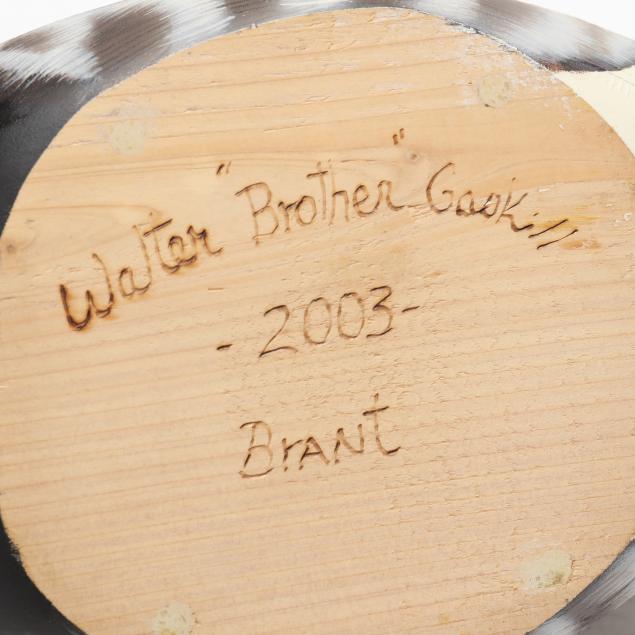 Walter "Brother" Gaskill
- 2003 -
Brant